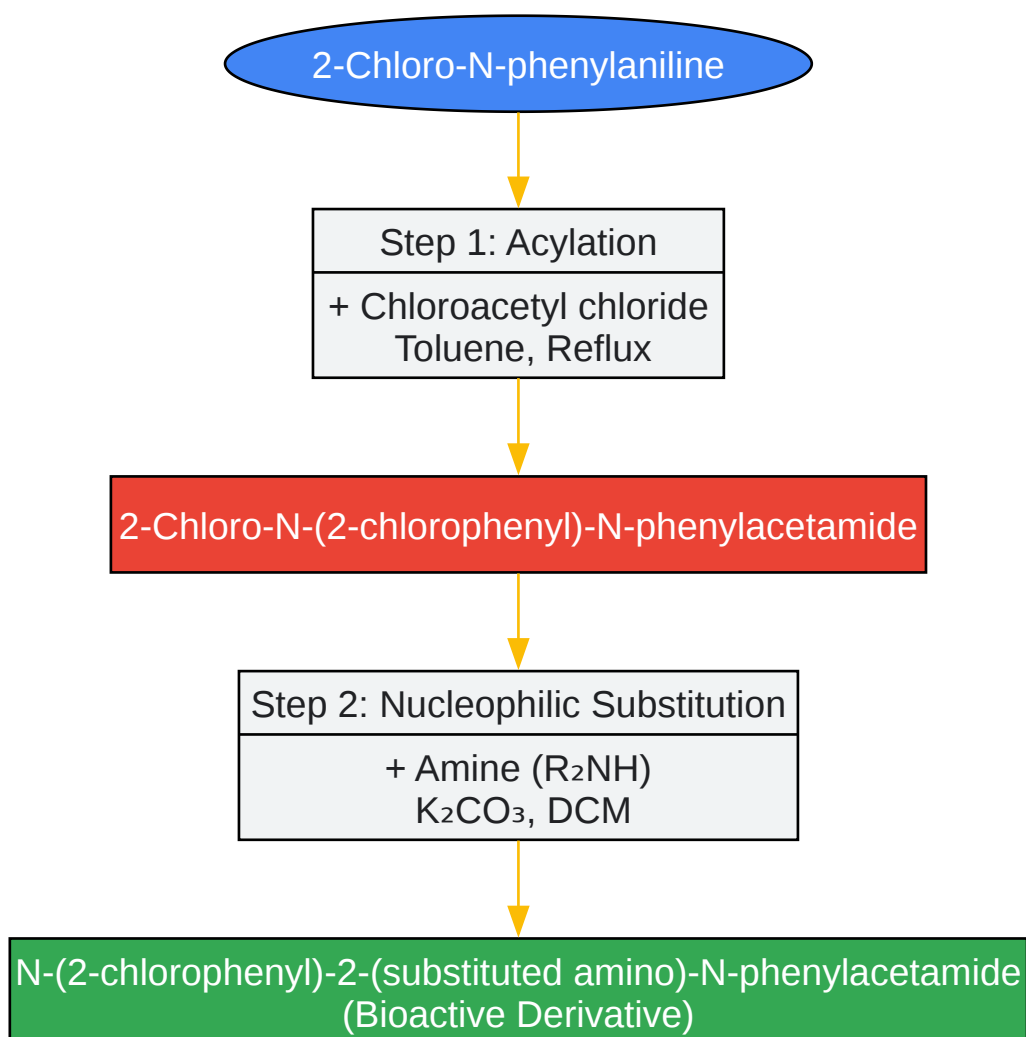 2-Chloro-N-phenylaniline
Step 1: Acylation
+ Chloroacetyl chloride
Toluene, Reflux
2-Chloro-N-(2-chlorophenyl)-N-phenylacetamide
Step 2: Nucleophilic Substitution
+ Amine (R₂NH)
K₂CO₃, DCM
N-(2-chlorophenyl)-2-(substituted amino)-N-phenylacetamide
(Bioactive Derivative)